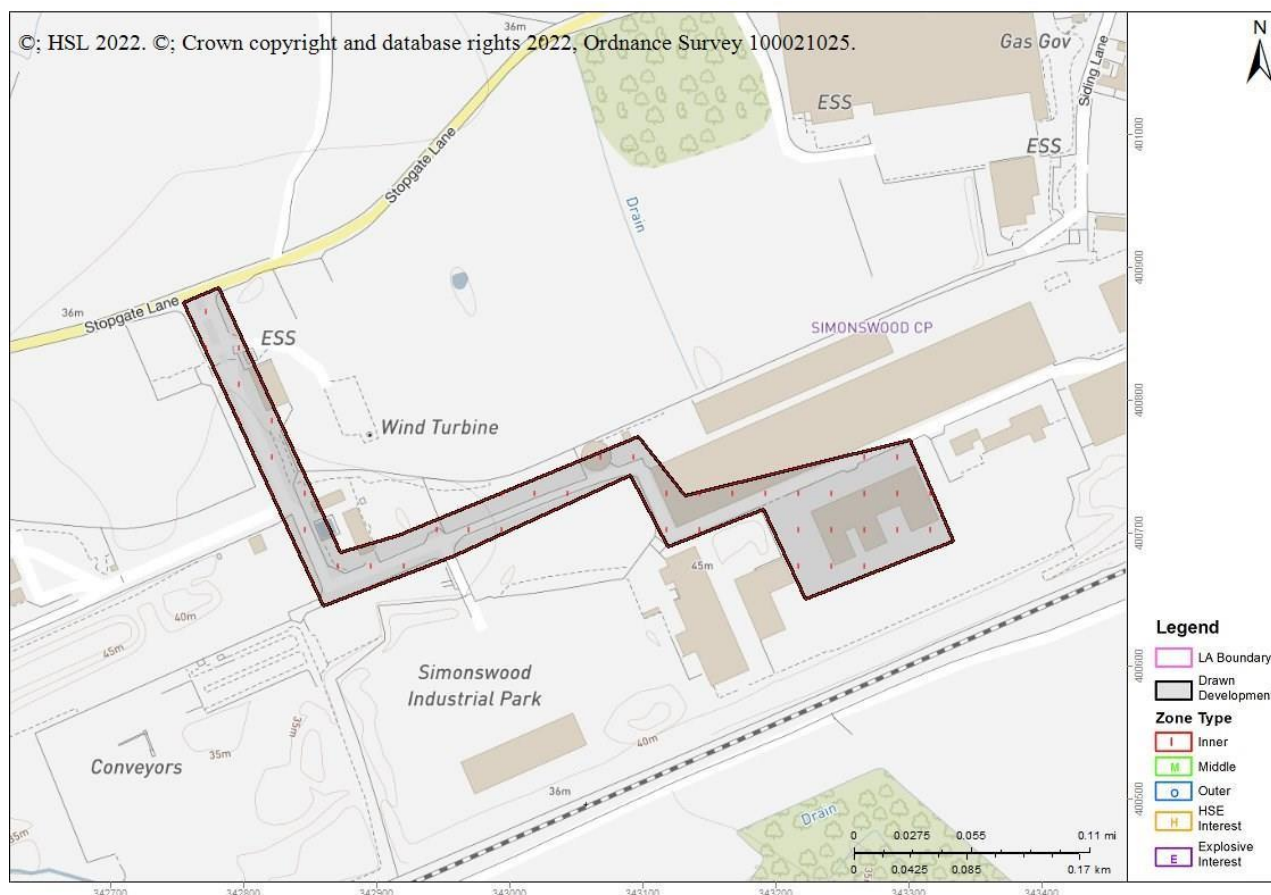 ©; HSL 2022. ©; Crown copyright and database rights 2022, Ordnance Survey 100021025.
36m
Gas Gov
N
ESS
Siding Lane
ESS
401000
Stopgate Lane
Drain
400900
36m
Stopgate Lane
ESS
SIMONSWOOD CP
400800
Wind Turbine
400700
45m
40m
45m
Simonswood
Industrial Park
400600
35m
35m
40m
Conveyors
36m
35m
Drain
400500
Legend
LA Boundary
Drawn
Development
Zone Type
I Inner
M Middle
O Outer
H HSE
Interest
E Explosive
Interest
0 0.0275 0.055 0.11 mi
0 0.0425 0.085 0.17 km
342700 342800 342900 343000 343100 343200 343300 343400